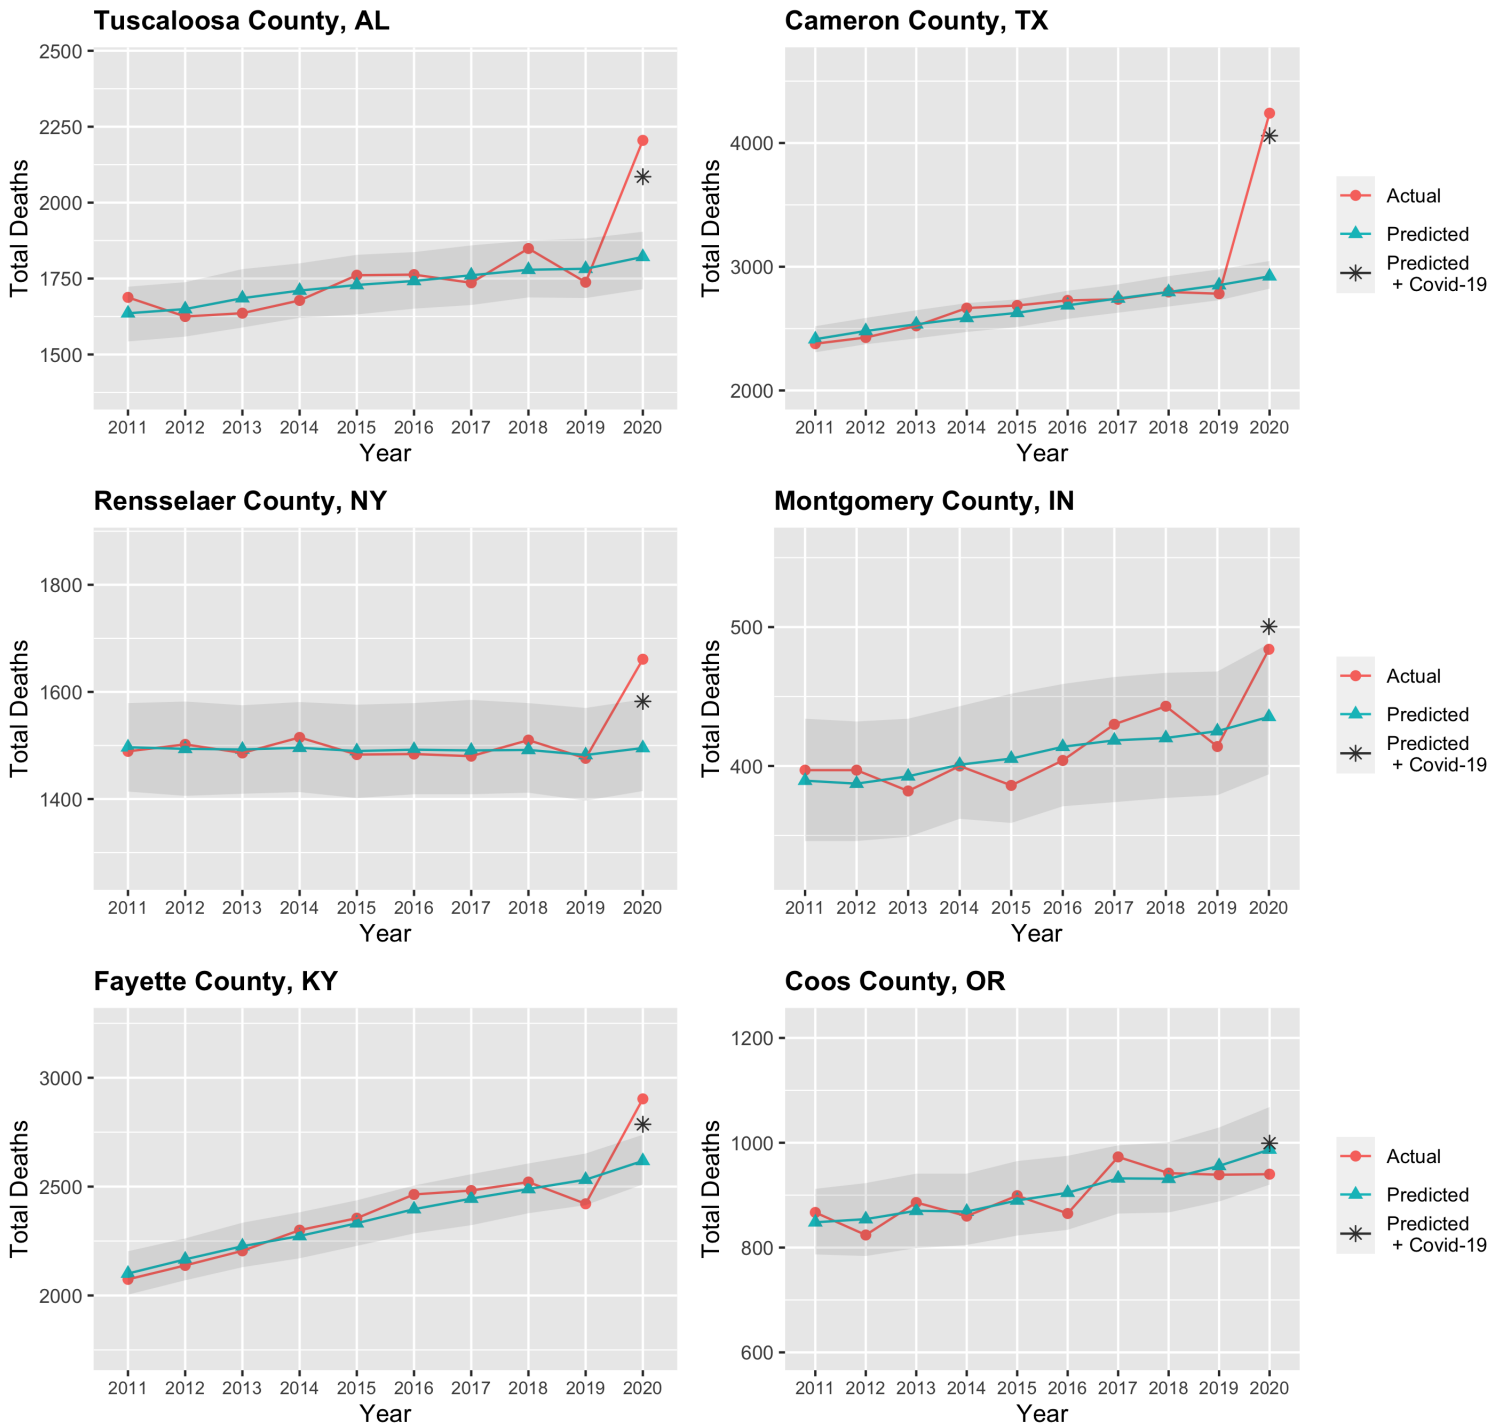 Tuscaloosa County, AL
2500
2250
2000
1750
1500
Total Deaths
2011 2012 2013 2014 2015 2016 2017 2018 2019 2020
Year
Cameron County, TX
4000
3000
2000
Total Deaths
2011 2012 2013 2014 2015 2016 2017 2018 2019 2020
Year
Actual
Predicted
Predicted
+ Covid-19
Rensselaer County, NY
1800
1600
1400
Total Deaths
2011 2012 2013 2014 2015 2016 2017 2018 2019 2020
Year
Montgomery County, IN
500
400
Total Deaths
2011 2012 2013 2014 2015 2016 2017 2018 2019 2020
Year
Actual
Predicted
Predicted
+ Covid-19
Fayette County, KY
3000
2500
2000
Total Deaths
2011 2012 2013 2014 2015 2016 2017 2018 2019 2020
Year
Coos County, OR
1200
1000
800
600
Total Deaths
2011 2012 2013 2014 2015 2016 2017 2018 2019 2020
Year
Actual
Predicted
Predicted
+ Covid-19